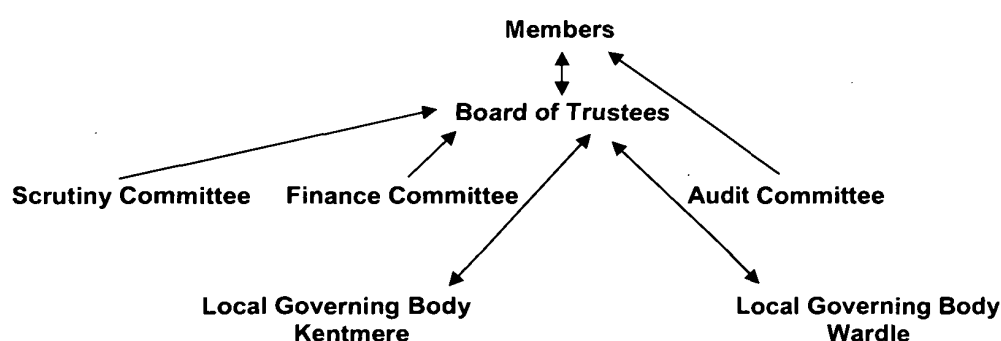 Members
Board of Trustees
Scrutiny Committee
Finance Committee
Audit Committee
Local Governing Body
Kentmere
Local Governing Body
Wardle